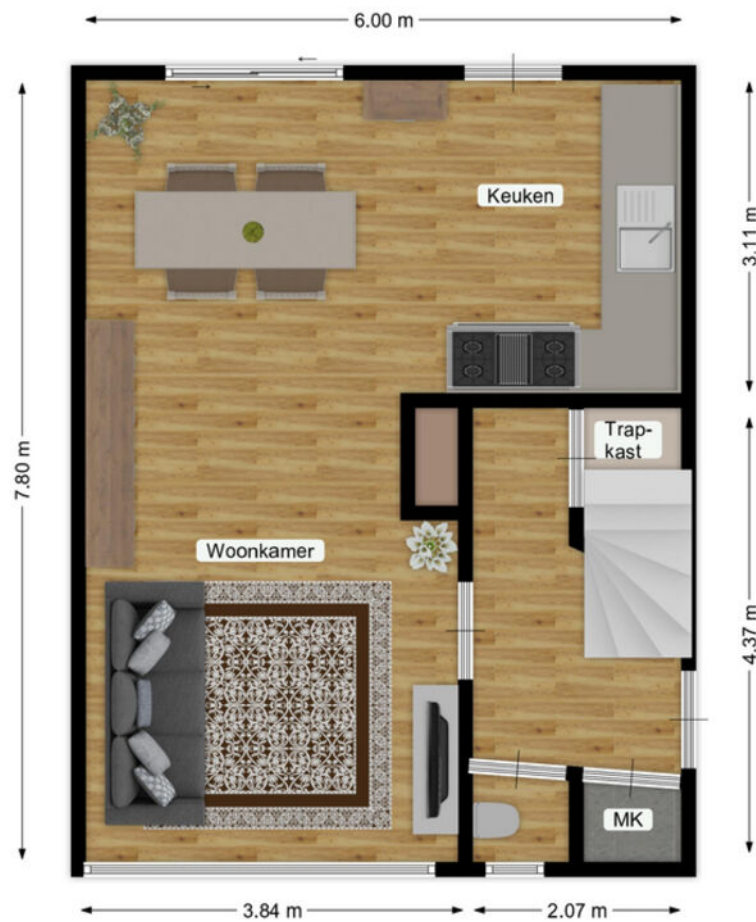 6.00 m
Keuken
3.11 m
Trap-
kast
7.80 m
Woonkamer
4.37 m
MK
3.84 m
2.07 m